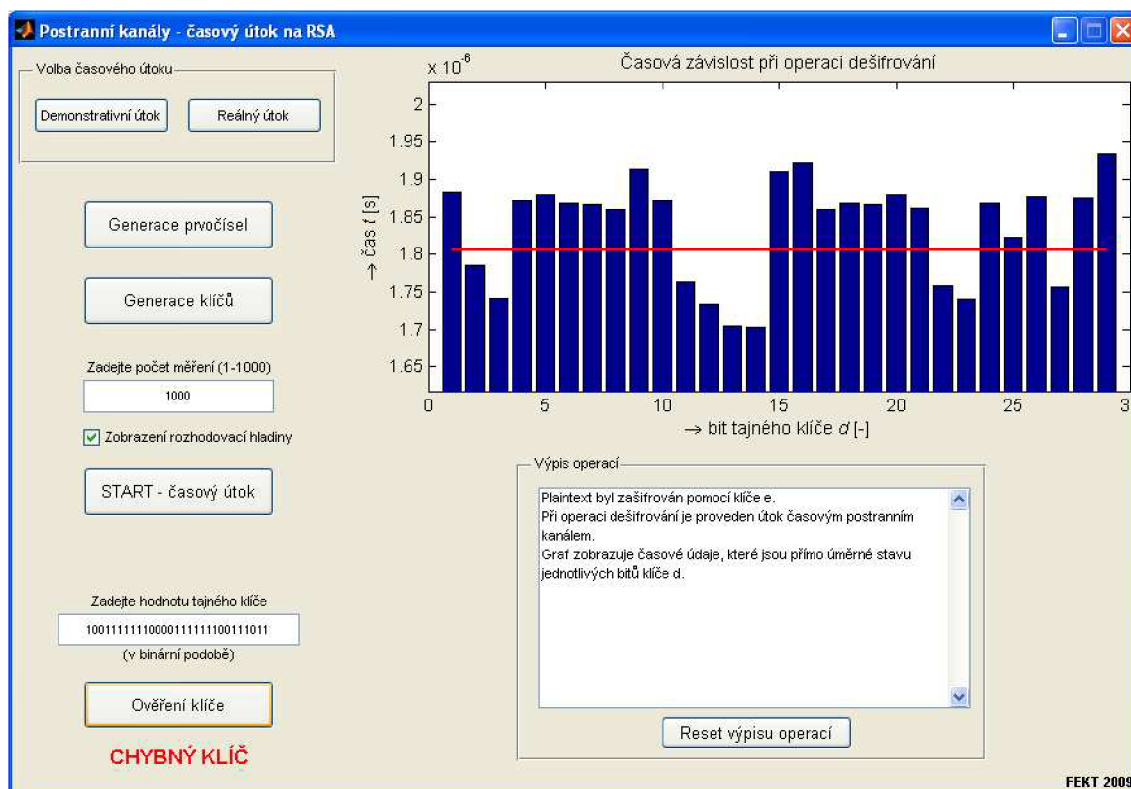 Postranní kanály - časový útok na RSA
Volba časového útoku
Demonstrativní útok
Reálný útok
Generace prvočísel
Generace klíčů
Zadejte počet měření (1-1000)
1000
Zobrazení rozhodovací hladiny
START - časový útok
Zadejte hodnotu tajného klíče
10011111110000111111100111011
(v binární podobě)
Ověření klíče
CHYBNÝ KLÍČ
Časová závislost při operaci dešifrování
x 10⁻⁶
2
1.95
1.9
1.85
1.8
1.75
1.7
1.65
→ čas t [s]
0 5 10 15 20 25 3
→ bit tajného klíče d [-]
Výpis operací
Plaintext byl zašifrován pomocí klíče e.
Při operaci dešifrování je proveden útok časovým postranním
kanálem.
Graf zobrazuje časové údaje, které jsou přímo úměrné stavu
jednotlivých bitů klíče d.
Reset výpisu operací
FEKT 2009